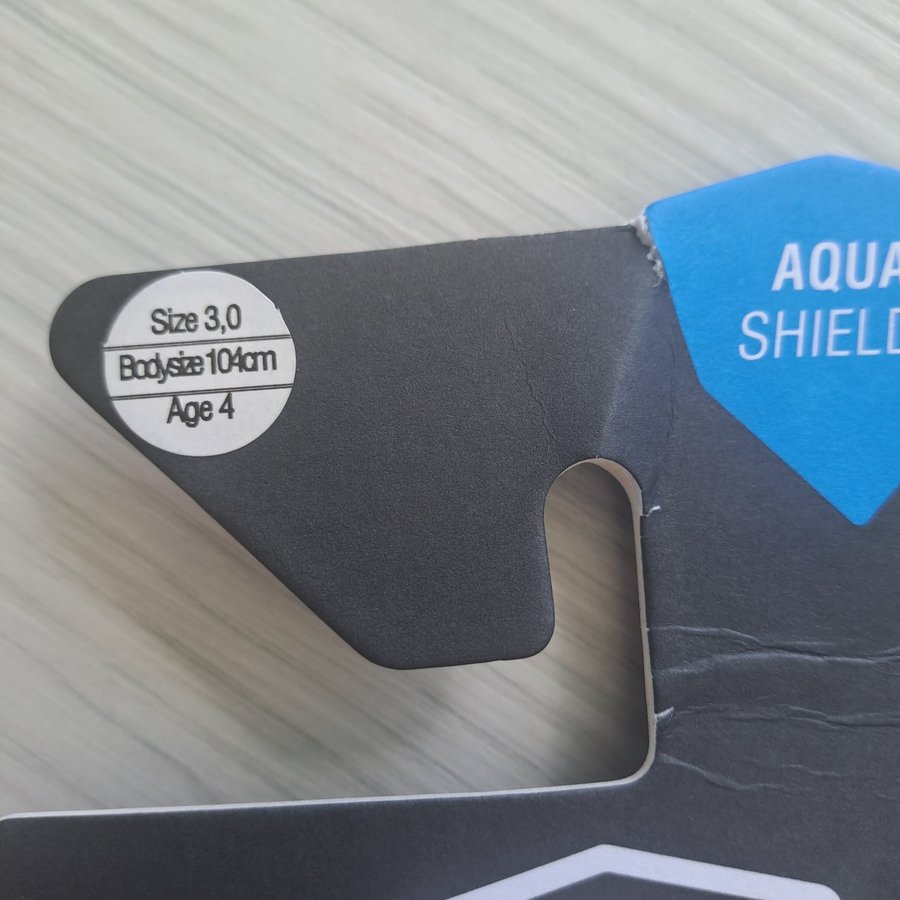 Size 3,0
Bodysize 104cm
Age 4
AQUA
SHIELD